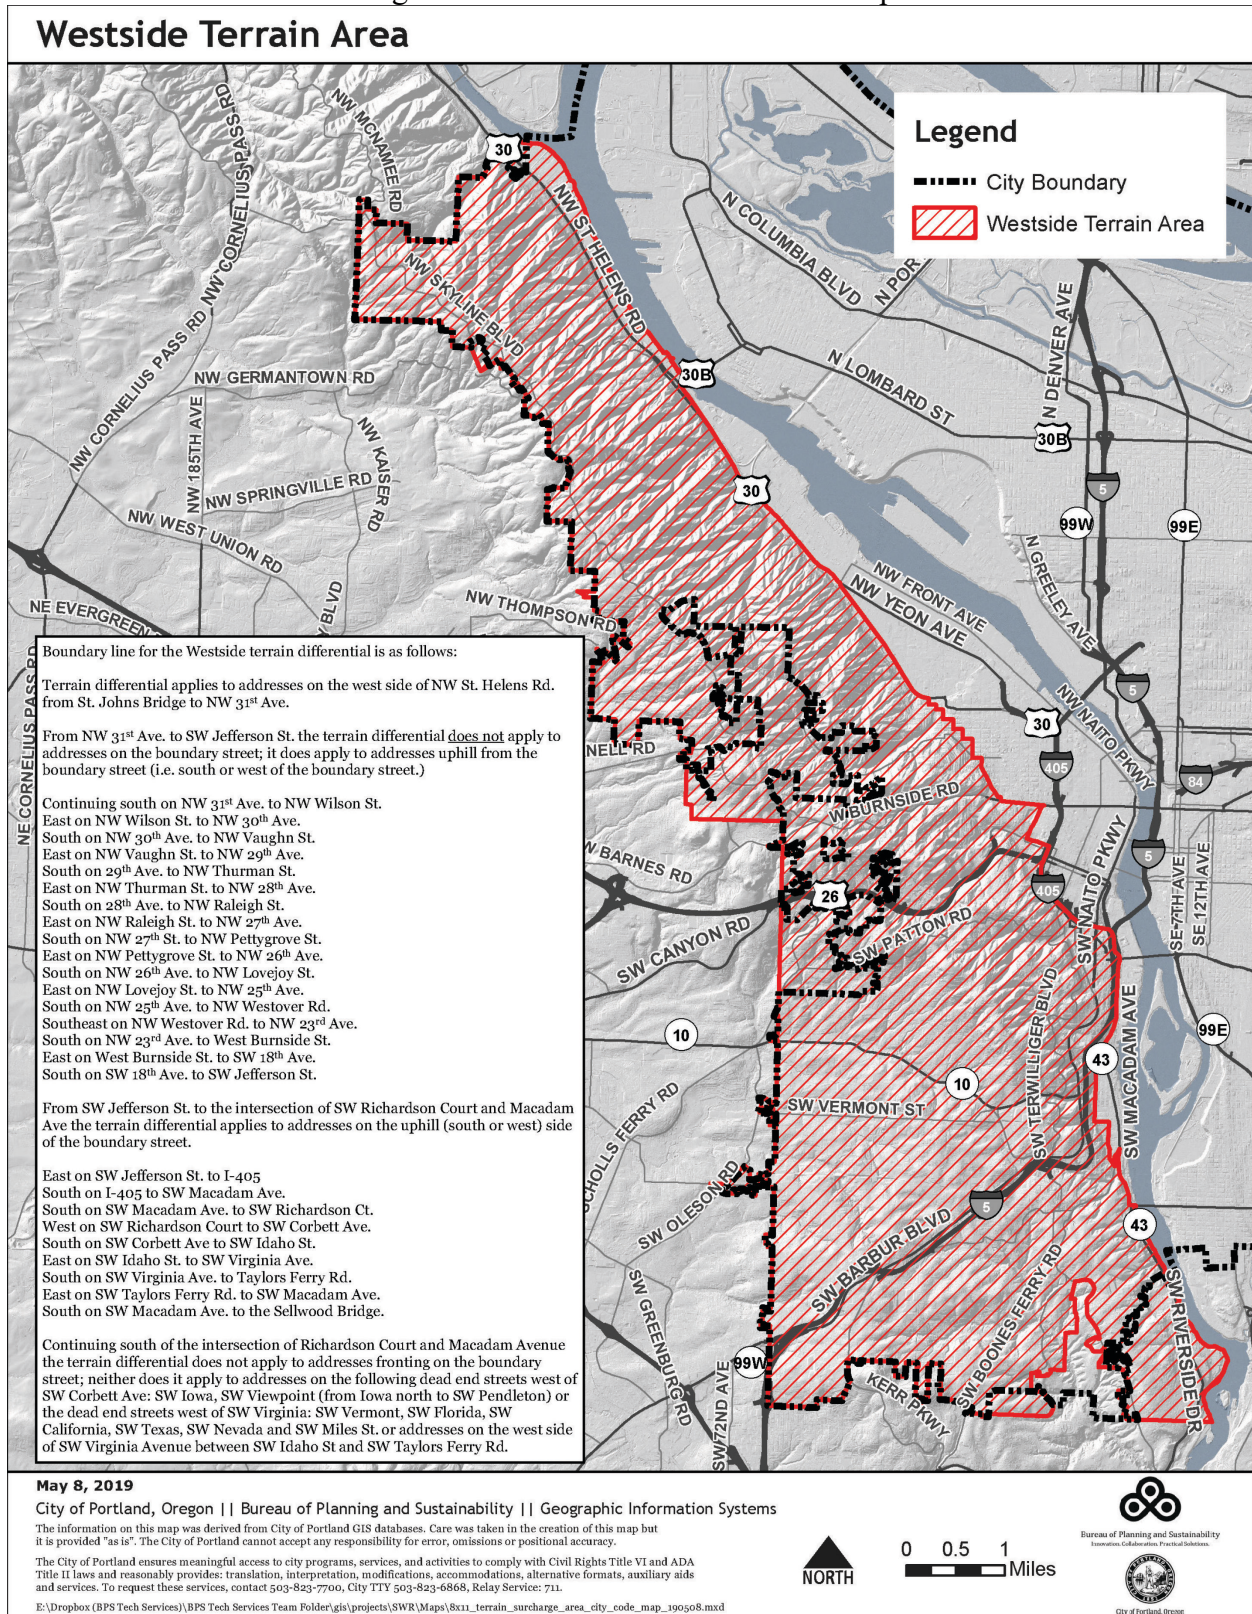 Westside Terrain Area
Legend
City Boundary
Westside Terrain Area
NW CORNELIUS PASS RD
NW MCNAMEE RD
30
NW ST HELENS RD
N COLUMBIA BLVD
N POR
N DENVER AVE
NW SKYLINE BLVD
NW CORNELIUS PASS RD
30B
N LOMBARD ST
30B
NW GERMANTOWN RD
NW 185TH AVE
NW KAISER RD
NW SPRINGVILLE RD
NW WEST UNION RD
30
5
99W
99E
N GREELEY AVE
NW FRONT AVE
NW YEON AVE
NW THOMPSON RD
NE EVERGREEN
Y BLVD
NE CORNELIUS PASS RD
5
NW NAITO PKWY
30
405
84
NELL RD
W BURNSIDE RD
W BARNES RD
26
SW CANYON RD
SW PATTON RD
405
SW NAITO PKWY
5
SE 7TH AVE
SE 12TH AVE
10
99E
43
10
SW TERWILLIGER BLVD
SW MACADAM AVE
SW VERMONT ST
SCHOLLS FERRY RD
SW OLESON RD
5
43
SW BARBUR BLVD
SW BOONES FERRY RD
SW RIVERSIDE DR
SW GREENBURG RD
99W
SW 72ND AVE
KERR PKWY
Boundary line for the Westside terrain differential is as follows:
Terrain differential applies to addresses on the west side of NW St. Helens Rd.
from St. Johns Bridge to NW 31st Ave.
From NW 31st Ave. to SW Jefferson St. the terrain differential does not apply to
addresses on the boundary street; it does apply to addresses uphill from the
boundary street (i.e. south or west of the boundary street.)
Continuing south on NW 31st Ave. to NW Wilson St.
East on NW Wilson St. to NW 30th Ave.
South on NW 30th Ave. to NW Vaughn St.
East on NW Vaughn St. to NW 29th Ave.
South on 29th Ave. to NW Thurman St.
East on NW Thurman St. to NW 28th Ave.
South on 28th Ave. to NW Raleigh St.
East on NW Raleigh St. to NW 27th Ave.
South on NW 27th St. to NW Pettygrove St.
East on NW Pettygrove St. to NW 26th Ave.
South on NW 26th Ave. to NW Lovejoy St.
East on NW Lovejoy St. to NW 25th Ave.
South on NW 25th Ave. to NW Westover Rd.
Southeast on NW Westover Rd. to NW 23rd Ave.
South on NW 23rd Ave. to West Burnside St.
East on West Burnside St. to SW 18th Ave.
South on SW 18th Ave. to SW Jefferson St.
From SW Jefferson St. to the intersection of SW Richardson Court and Macadam
Ave the terrain differential applies to addresses on the uphill (south or west) side
of the boundary street.
East on SW Jefferson St. to I-405
South on I-405 to SW Macadam Ave.
South on SW Macadam Ave. to SW Richardson Ct.
West on SW Richardson Court to SW Corbett Ave.
South on SW Corbett Ave to SW Idaho St.
East on SW Idaho St. to SW Virginia Ave.
South on SW Virginia Ave. to Taylors Ferry Rd.
East on SW Taylors Ferry Rd. to SW Macadam Ave.
South on SW Macadam Ave. to the Sellwood Bridge.
Continuing south of the intersection of Richardson Court and Macadam Avenue
the terrain differential does not apply to addresses fronting on the boundary
street; neither does it apply to addresses on the following dead end streets west of
SW Corbett Ave: SW Iowa, SW Viewpoint (from Iowa north to SW Pendleton) or
the dead end streets west of SW Virginia: SW Vermont, SW Florida, SW
California, SW Texas, SW Nevada and SW Miles St. or addresses on the west side
of SW Virginia Avenue between SW Idaho St and SW Taylors Ferry Rd.
May 8, 2019
City of Portland, Oregon || Bureau of Planning and Sustainability || Geographic Information Systems
The information on this map was derived from City of Portland GIS databases. Care was taken in the creation of this map but
it is provided "as is". The City of Portland cannot accept any responsibility for error, omissions or positional accuracy.
The City of Portland ensures meaningful access to city programs, services, and activities to comply with Civil Rights Title VI and ADA
Title II laws and reasonably provides: translation, interpretation, modifications, accommodations, alternative formats, auxiliary aids
and services. To request these services, contact 503-823-7700, City TTY 503-823-6868, Relay Service: 711.
E:\Dropbox (BPS Tech Services)\BPS Tech Services Team Folder\gis\projects\SWR\Maps\8x11_terrain_surcharge_area_city_code_map_190508.mxd
NORTH
0 0.5 1
Miles
Bureau of Planning and Sustainability
Innovation. Collaboration. Practical Solutions.
City of Portland, Oregon